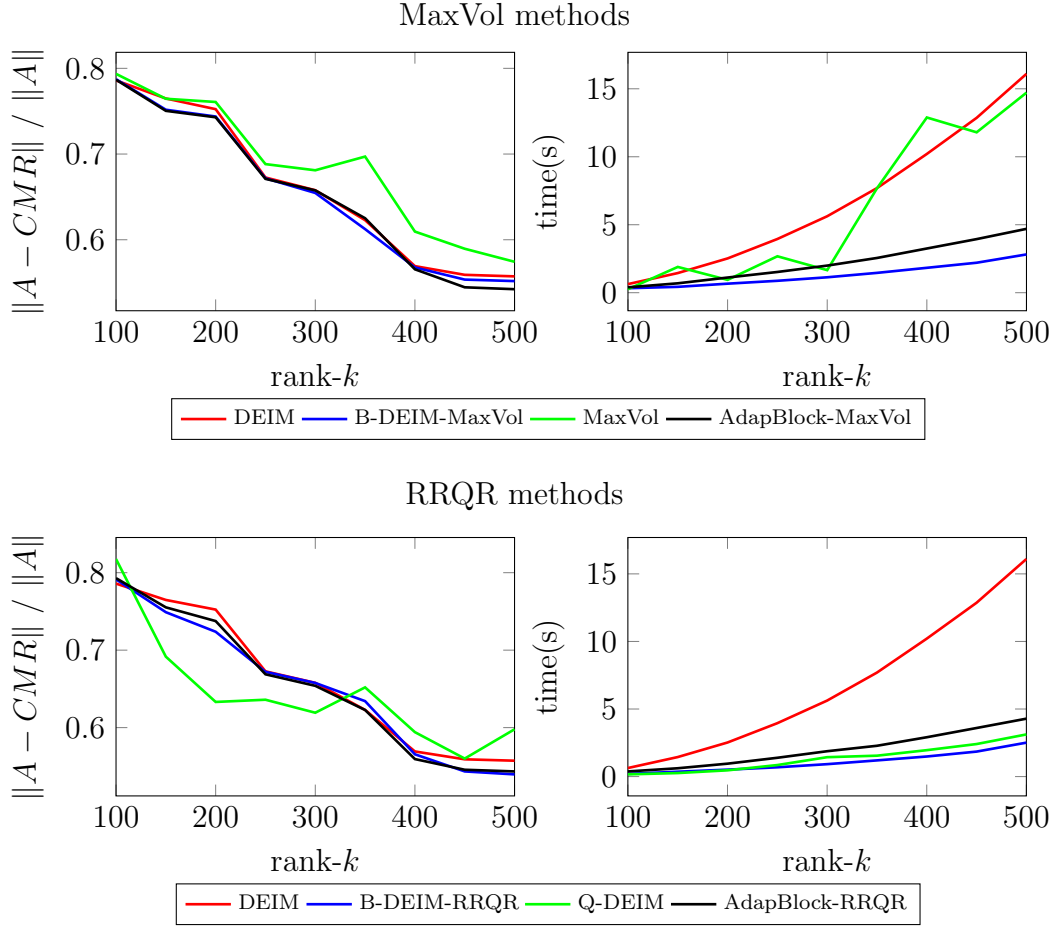 MaxVol methods
‖A − CMR‖ / ‖A‖
0.8
0.7
0.6
100 200 300 400 500
rank-k
time(s)
15
10
5
0
100 200 300 400 500
rank-k
DEIM B-DEIM-MaxVol MaxVol AdapBlock-MaxVol
RRQR methods
‖A − CMR‖ / ‖A‖
0.8
0.7
0.6
100 200 300 400 500
rank-k
time(s)
15
10
5
0
100 200 300 400 500
rank-k
DEIM B-DEIM-RRQR Q-DEIM AdapBlock-RRQR